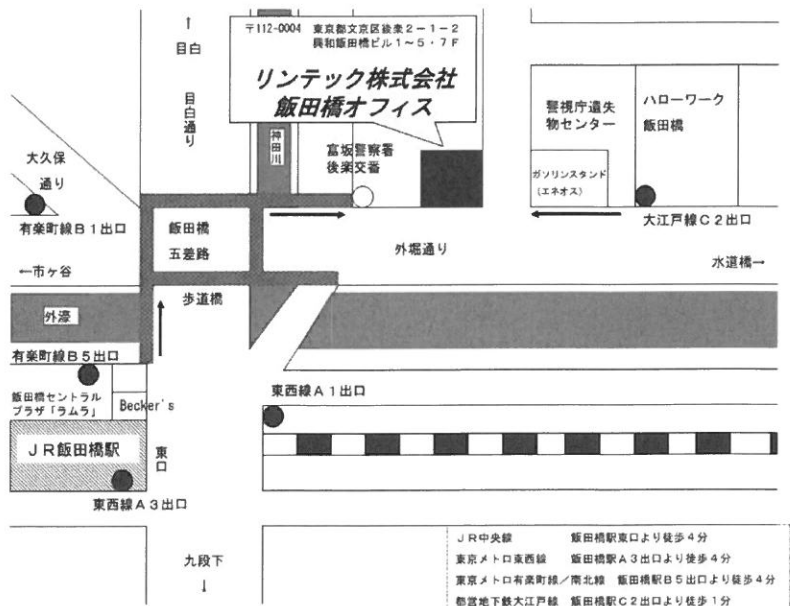 ↑
目白
目白通り
〒112-0004 東京都文京区後楽2-1-2
興和飯田橋ビル1~5・7F
リンテック株式会社
飯田橋オフィス
神田川
富坂警察署
後楽交番
警視庁遺失
物センター
ハローワーク
飯田橋
ガソリンスタンド
(エネオス)
大久保
通り
有楽町線B1出口
飯田橋
五差路
大江戸線C2出口
外堀通り
←市ヶ谷
水道橋→
歩道橋
外濠
有楽町線B5出口
飯田橋セントラル
プラザ「ラムラ」
Becker's
東西線A1出口
JR飯田橋駅
東口
東西線A3出口
九段下
↓
JR中央線 飯田橋駅東口より徒歩4分
東京メトロ東西線 飯田橋駅A3出口より徒歩4分
東京メトロ有楽町線/南北線 飯田橋駅B5出口より徒歩4分
都営地下鉄大江戸線 飯田橋駅C2出口より徒歩1分